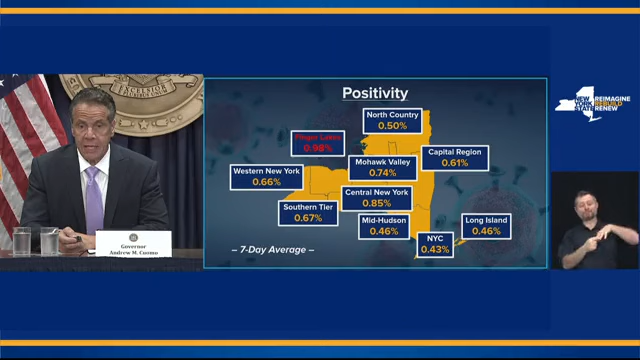 Positivity
North Country
0.50%
Finger Lakes
0.98%
Capital Region
0.61%
Mohawk Valley
0.74%
Western New York
0.66%
Central New York
0.85%
Southern Tier
0.67%
Mid-Hudson
0.46%
Long Island
0.46%
NYC
0.43%
– 7-Day Average –
Governor
Andrew M. Cuomo
EXCELSIOR
NEW
YORK
STATE
REIMAGINE
REBUILD
RENEW